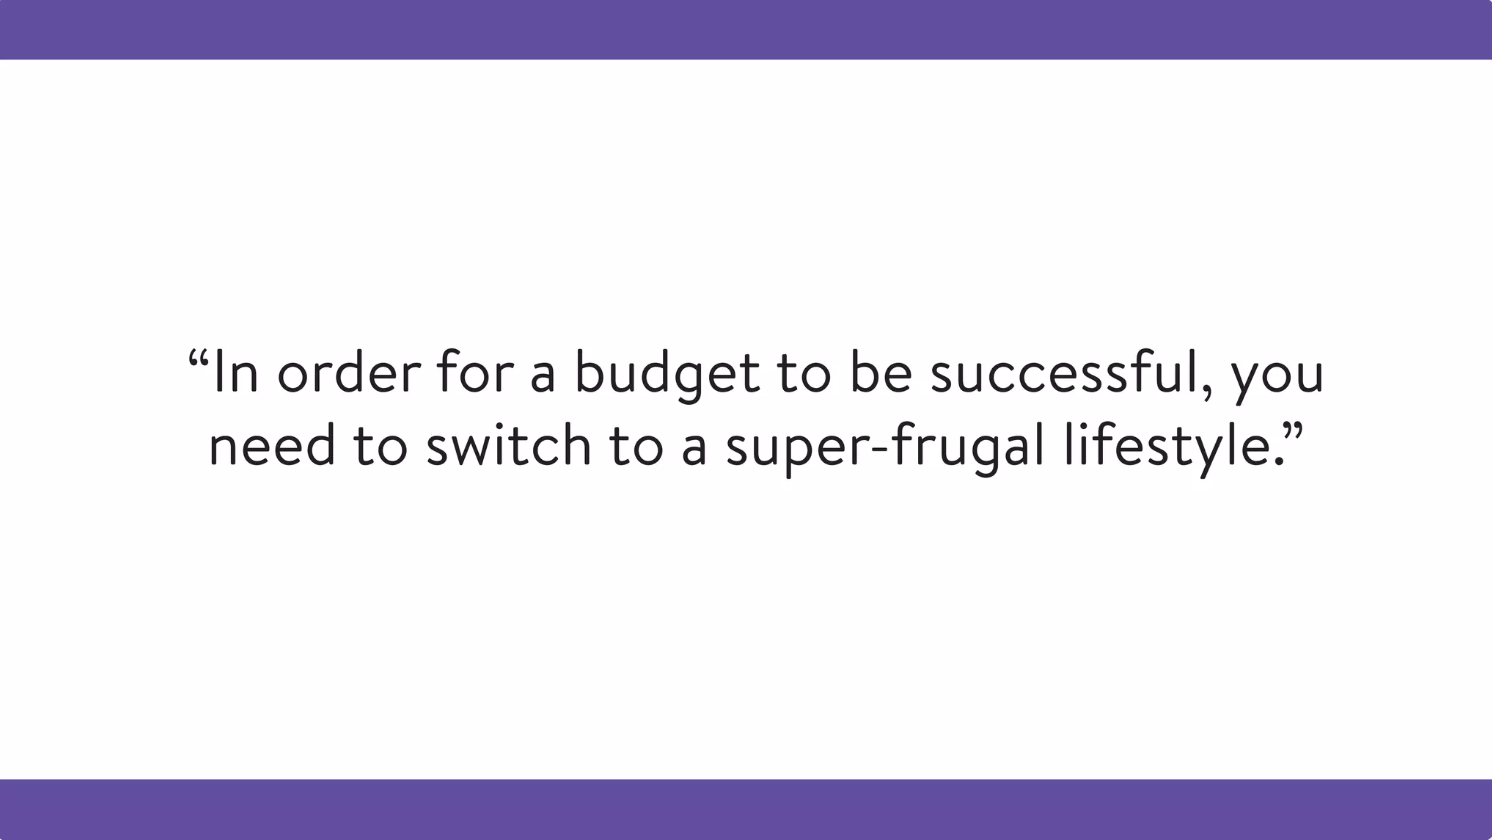 “In order for a budget to be successful, you
need to switch to a super-frugal lifestyle.”